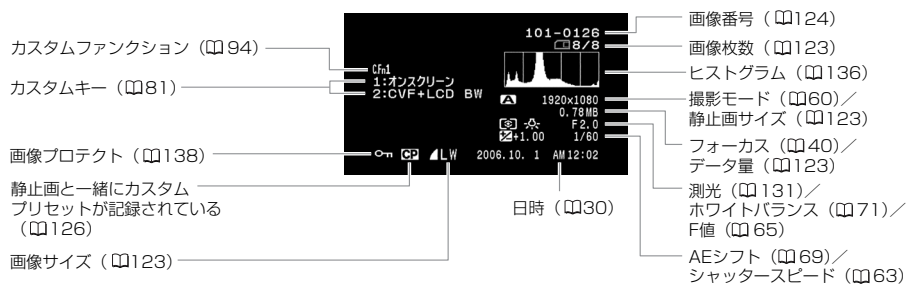 カスタムファンクション（94）
カスタムキー（81）
画像プロテクト（138）
静止画と一緒にカスタム
プリセットが記録されている
（126）
画像サイズ（123）
101-0126
8/8
C.Fn1
1:オンスクリーン
2:CVF+LCD BW
A 1920x1080
0.78MB
F2.0
+1.00 1/60
CP LW 2006.10. 1 AM12:02
日時（30）
画像番号（124）
画像枚数（123）
ヒストグラム（136）
撮影モード（60）／
静止画サイズ（123）
フォーカス（40）／
データ量（123）
測光（131）／
ホワイトバランス（71）／
F値（65）
AEシフト（69）／
シャッタースピード（63）